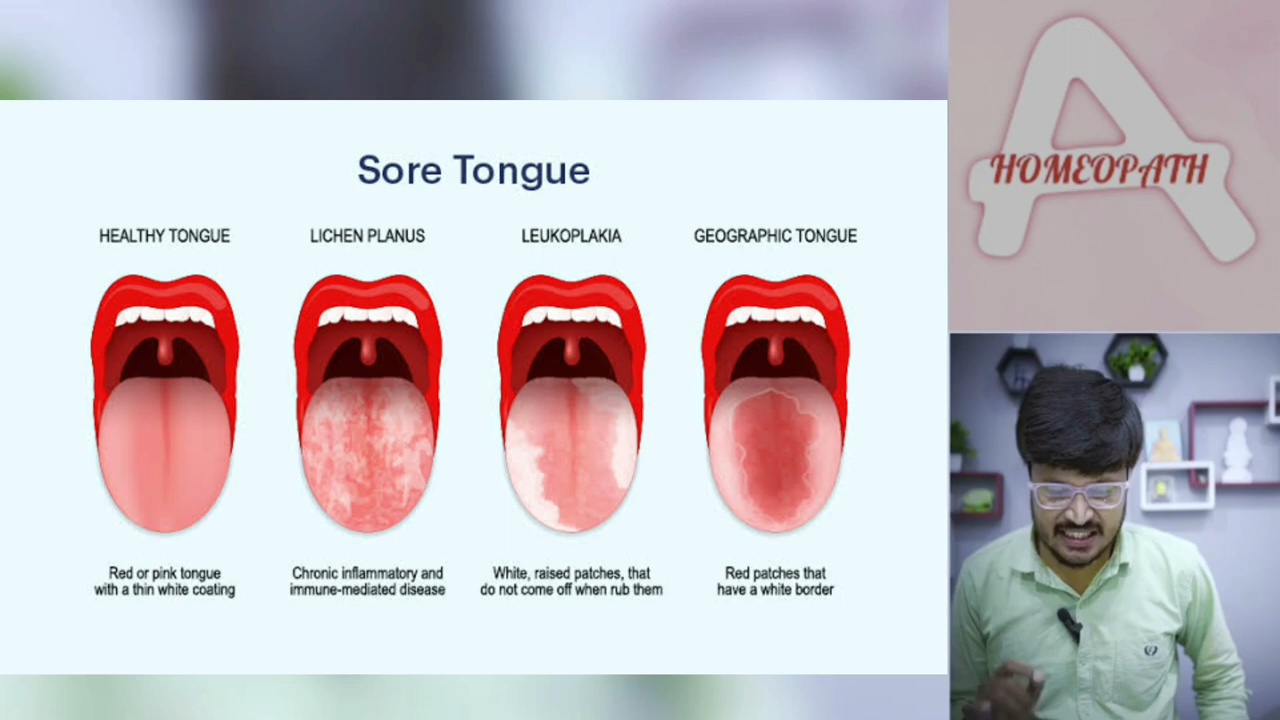 Sore Tongue
HEALTHY TONGUE
LICHEN PLANUS
LEUKOPLAKIA
GEOGRAPHIC TONGUE
Red or pink tongue
with a thin white coating
Chronic inflammatory and
immune-mediated disease
White, raised patches, that
do not come off when rub them
Red patches that
have a white border
A
HOMEOPATH